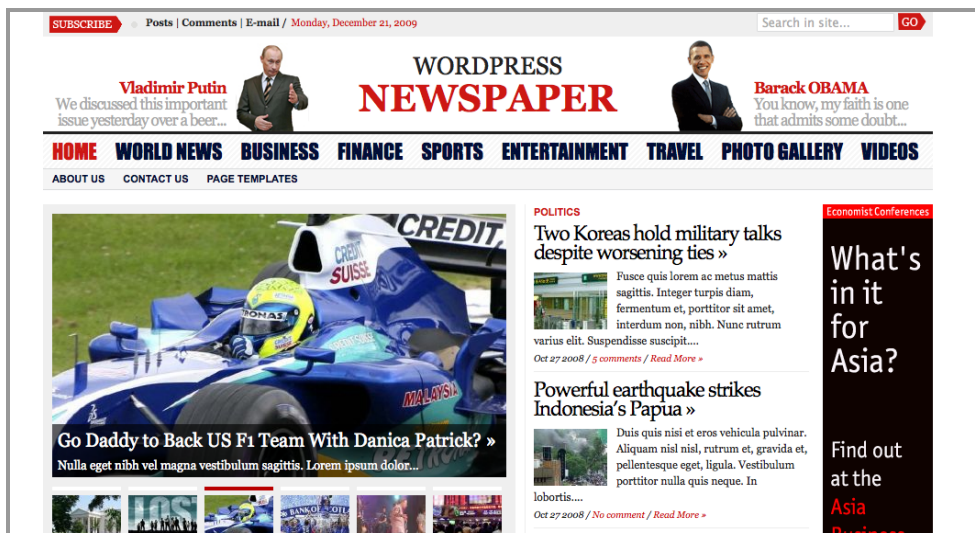 SUBSCRIBE Posts | Comments | E-mail / Monday, December 21, 2009 Search in site... GO
Vladimir Putin
We discussed this important
issue yesterday over a beer...
WORDPRESS
NEWSPAPER
Barack OBAMA
You know, my faith is one
that admits some doubt...
HOME WORLD NEWS BUSINESS FINANCE SPORTS ENTERTAINMENT TRAVEL PHOTO GALLERY VIDEOS
ABOUT US CONTACT US PAGE TEMPLATES
CREDIT
CREDIT
SUISSE
PETRONAS
CREDIT SUISSE
MALAYSIA
PETRONAS
Go Daddy to Back US F1 Team With Danica Patrick? »
Nulla eget nibh vel magna vestibulum sagittis. Lorem ipsum dolor...
LOST
POLITICS
Two Koreas hold military talks
despite worsening ties »
Fusce quis lorem ac metus mattis
sagittis. Integer turpis diam,
fermentum et, porttitor sit amet,
interdum non, nibh. Nunc rutrum
varius elit. Suspendisse suscipit....
Oct 27 2008 / 5 comments / Read More »
Powerful earthquake strikes
Indonesia's Papua »
Duis quis nisi et eros vehicula pulvinar.
Aliquam nisl nisl, rutrum et, gravida et,
pellentesque eget, ligula. Vestibulum
porttitor nulla quis neque. In
lobortis....
Oct 27 2008 / No comment / Read More »
Economist Conferences
What's
in it
for
Asia?
Find out
at the
Asia
Business